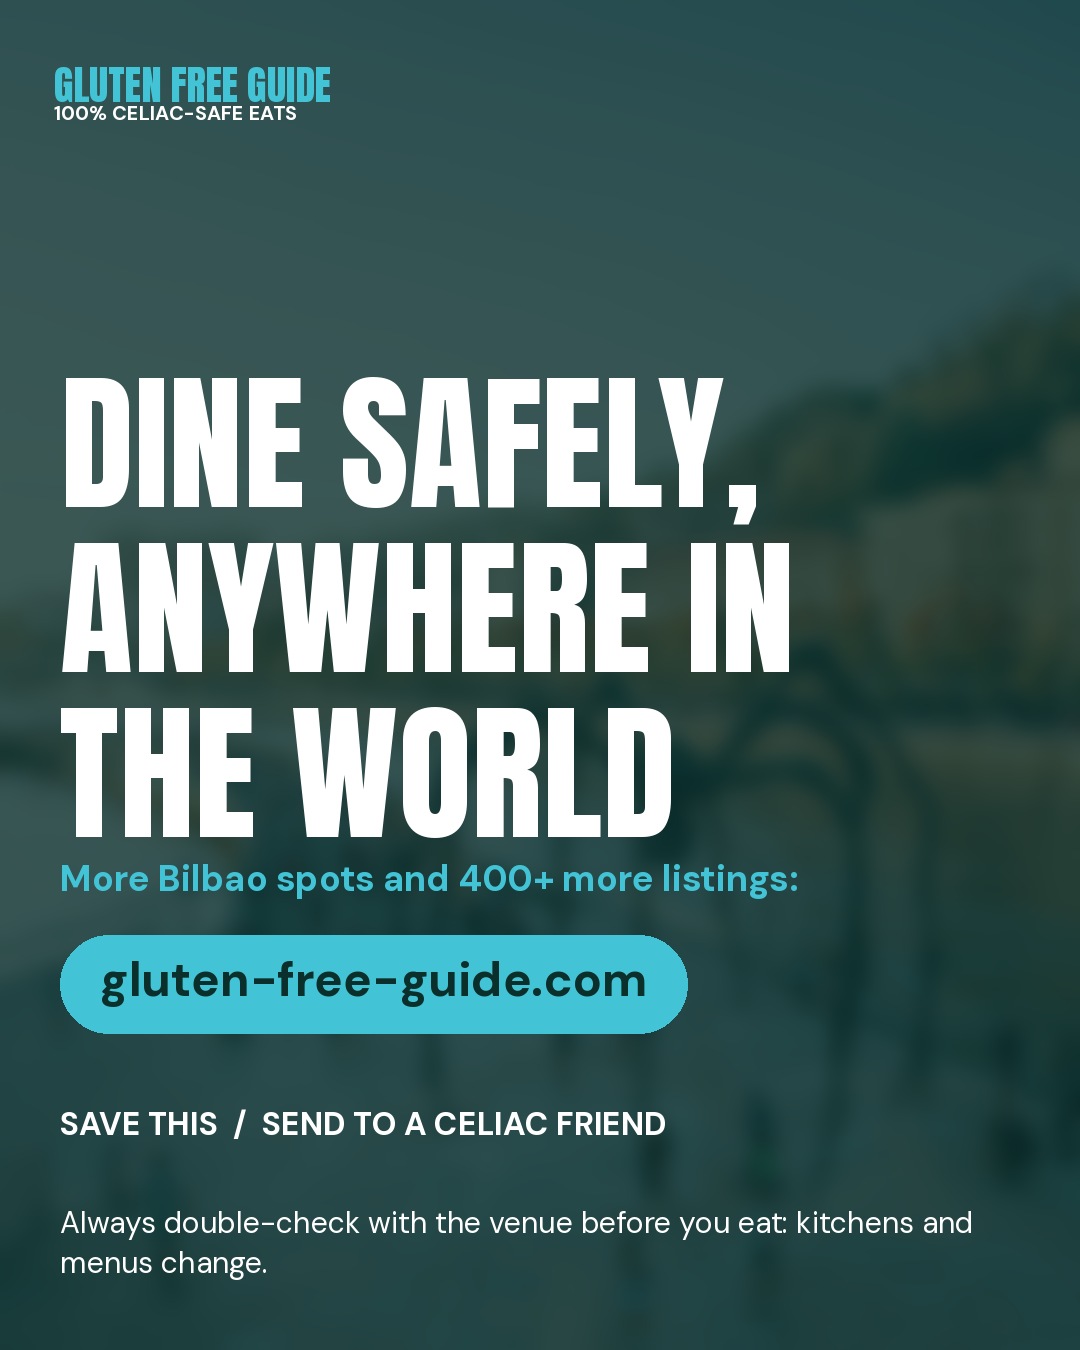 GLUTEN FREE GUIDE
100% CELIAC-SAFE EATS
DINE SAFELY,
ANYWHERE IN
THE WORLD
More Bilbao spots and 400+ more listings:
gluten-free-guide.com
SAVE THIS / SEND TO A CELIAC FRIEND
Always double-check with the venue before you eat: kitchens and
menus change.